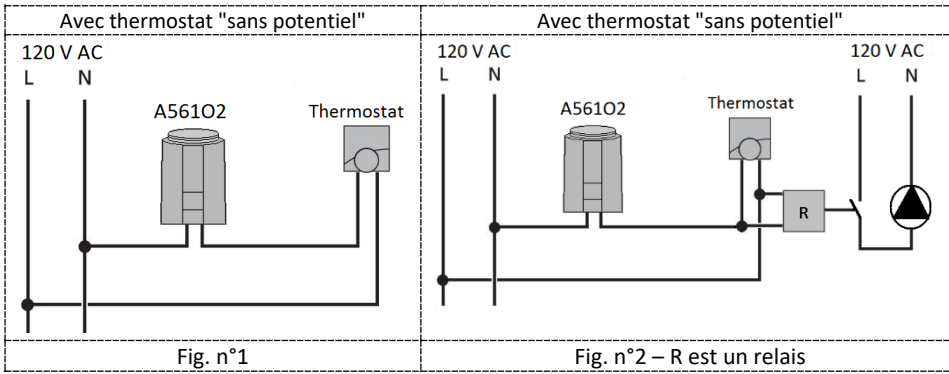 Avec thermostat "sans potentiel"
120 V AC
L N
A561O2
Thermostat
Fig. n°1
Avec thermostat "sans potentiel"
120 V AC
L N
A561O2
Thermostat
R
120 V AC
L N
Fig. n°2 – R est un relais